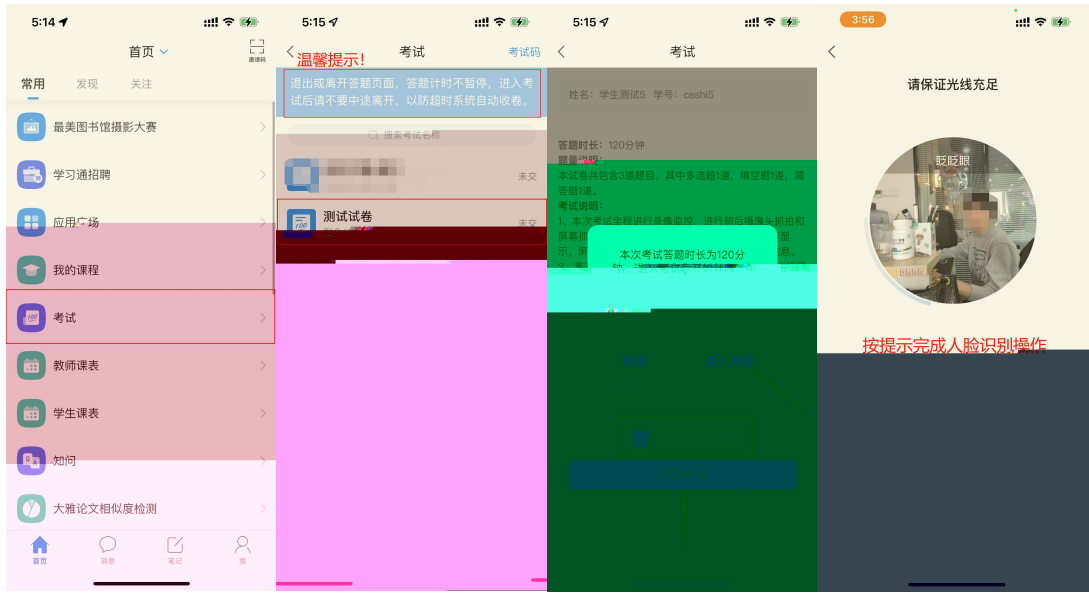 5:14
首页
邀请码
常用 发现 关注
最美图书馆摄影大赛
学习通招聘
应用广场
我的课程
100
考试
教师课表
学生课表
Q A
知问
大雅论文相似度检测
首页 消息 笔记 我
5:15
考试 考试码
温馨提示!
退出或离开答题页面，答题计时不暂停，进入考
试后请不要中途离开，以防超时系统自动收卷。
搜索考试名称
未交
100
测试试卷
未交
5:15
考试
姓名：学生测试5 学号：ceshi5
答题时长：120分钟
题量说明：
本试卷共包含3道题目，其中多选题1道，填空题1道，简
答题1道。
考试说明：
1、本次考试全程进行录像监控，进行前后摄像头抓拍和
本次考试答题时长为120分
3:56
请保证光线充足
眨眨眼
按提示完成人脸识别操作